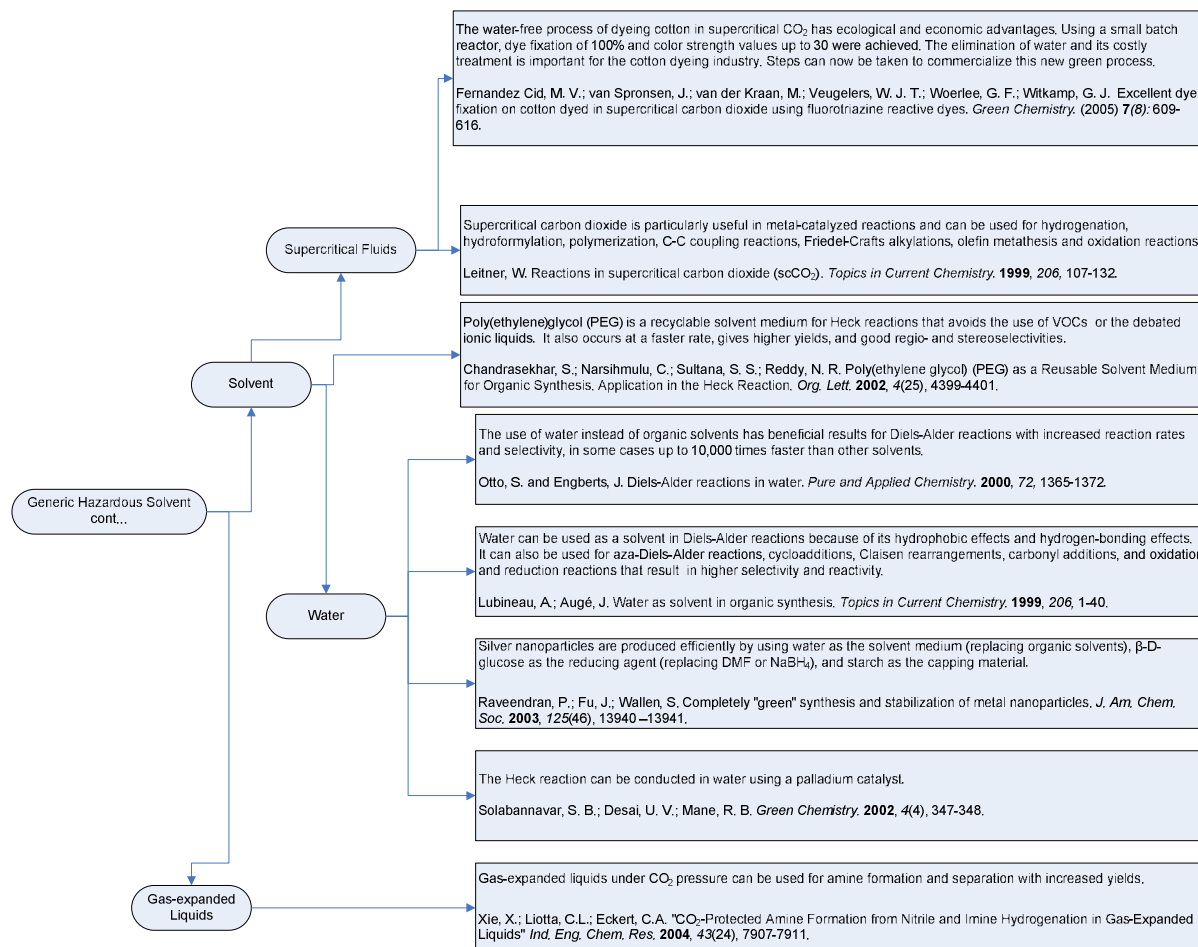 The water-free process of dyeing cotton in supercritical CO₂ has ecological and economic advantages. Using a small batch
reactor, dye fixation of 100% and color strength values up to 30 were achieved. The elimination of water and its costly
treatment is important for the cotton dyeing industry. Steps can now be taken to commercialize this new green process.
Fernandez Cid, M. V.; van Spronsen, J.; van der Kraan, M.; Veugelers, W. J. T.; Woerlee, G. F.; Witkamp, G. J. Excellent dye
fixation on cotton dyed in supercritical carbon dioxide using fluorotriazine reactive dyes. Green Chemistry. (2005) 7(8): 609-
616.
Supercritical Fluids
Supercritical carbon dioxide is particularly useful in metal-catalyzed reactions and can be used for hydrogenation,
hydroformylation, polymerization, C-C coupling reactions, Friedel-Crafts alkylations, olefin metathesis and oxidation reactions
Leitner, W. Reactions in supercritical carbon dioxide (scCO₂). Topics in Current Chemistry. 1999, 206, 107-132.
Solvent
Poly(ethylene)glycol (PEG) is a recyclable solvent medium for Heck reactions that avoids the use of VOCs or the debated
ionic liquids. It also occurs at a faster rate, gives higher yields, and good regio- and stereoselectivities.
Chandrasekhar, S.; Narsihmulu, C.; Sultana, S. S.; Reddy, N. R. Poly(ethylene glycol) (PEG) as a Reusable Solvent Medium
for Organic Synthesis. Application in the Heck Reaction. Org. Lett. 2002, 4(25), 4399-4401.
The use of water instead of organic solvents has beneficial results for Diels-Alder reactions with increased reaction rates
and selectivity, in some cases up to 10,000 times faster than other solvents.
Otto, S. and Engberts, J. Diels-Alder reactions in water. Pure and Applied Chemistry. 2000, 72, 1365-1372.
Generic Hazardous Solvent
cont...
Water can be used as a solvent in Diels-Alder reactions because of its hydrophobic effects and hydrogen-bonding effects.
It can also be used for aza-Diels-Alder reactions, cycloadditions, Claisen rearrangements, carbonyl additions, and oxidation
and reduction reactions that result in higher selectivity and reactivity.
Lubineau, A.; Augé, J. Water as solvent in organic synthesis. Topics in Current Chemistry. 1999, 206, 1-40.
Water
Silver nanoparticles are produced efficiently by using water as the solvent medium (replacing organic solvents), β-D-
glucose as the reducing agent (replacing DMF or NaBH₄), and starch as the capping material.
Raveendran, P.; Fu, J.; Wallen, S. Completely "green" synthesis and stabilization of metal nanoparticles. J. Am. Chem.
Soc. 2003, 125(46), 13940–13941.
The Heck reaction can be conducted in water using a palladium catalyst.
Solabannavar, S. B.; Desai, U. V.; Mane, R. B. Green Chemistry. 2002, 4(4), 347-348.
Gas-expanded
Liquids
Gas-expanded liquids under CO₂ pressure can be used for amine formation and separation with increased yields.
Xie, X.; Liotta, C.L.; Eckert, C.A. "CO₂-Protected Amine Formation from Nitrile and Imine Hydrogenation in Gas-Expanded
Liquids" Ind. Eng. Chem. Res. 2004, 43(24), 7907-7911.